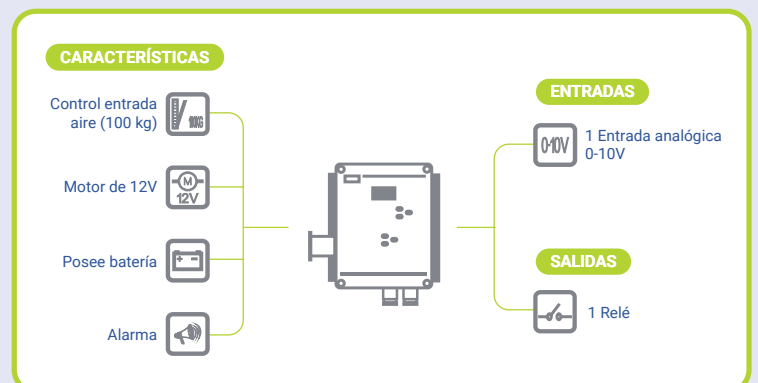 CARACTERÍSTICAS
Control entrada
aire (100 kg)
100KG
Motor de 12V
M
12V
Posee batería
Alarma
ENTRADAS
0-10V
1 Entrada analógica
0-10V
SALIDAS
1 Relé